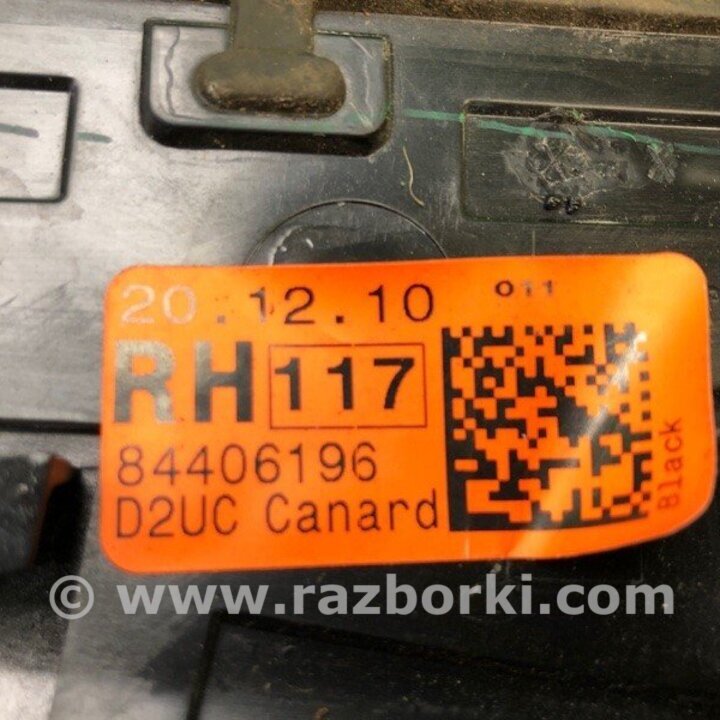 20.12.10 011
RH 117
84406196
D2UC Canard
Black
© www.razborki.com